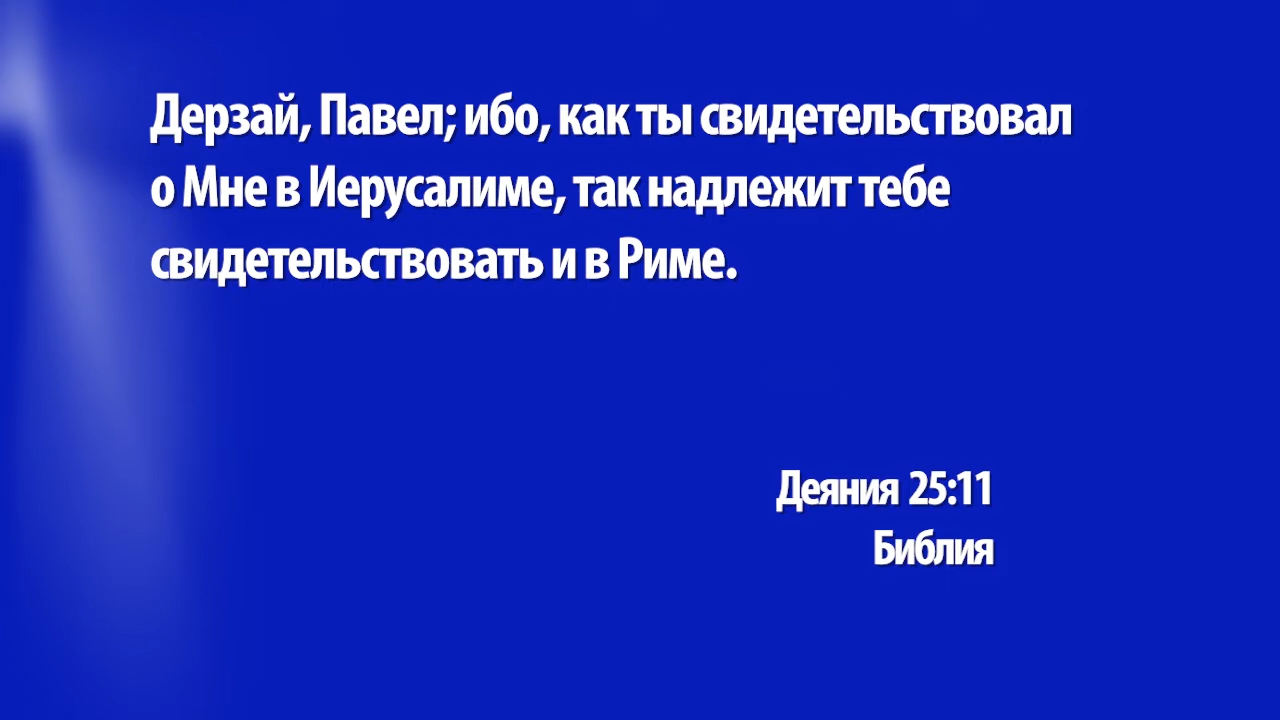 Дерзай, Павел; ибо, как ты свидетельствовал
о Мне в Иерусалиме, так надлежит тебе
свидетельствовать и в Риме.
Деяния 25:11
Библия